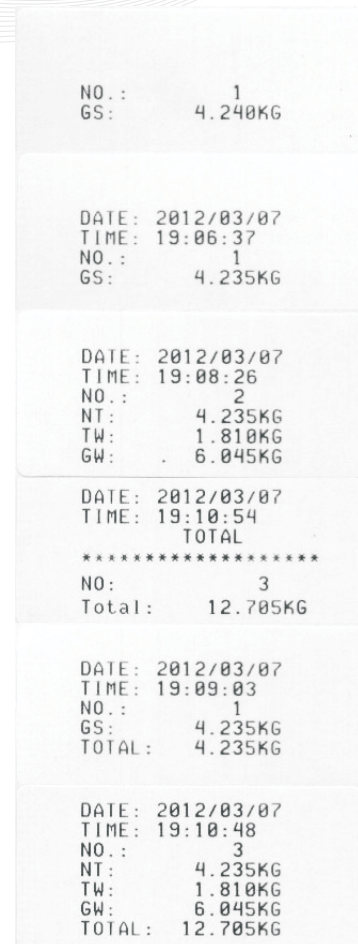 NO.: 1
GS: 4.240KG
DATE: 2012/03/07
TIME: 19:06:37
NO.: 1
GS: 4.235KG
DATE: 2012/03/07
TIME: 19:08:26
NO.: 2
NT: 4.235KG
TW: 1.810KG
GW: . 6.045KG
DATE: 2012/03/07
TIME: 19:10:54
TOTAL
********************
NO: 3
Total: 12.705KG
DATE: 2012/03/07
TIME: 19:09:03
NO.: 1
GS: 4.235KG
TOTAL: 4.235KG
DATE: 2012/03/07
TIME: 19:10:48
NO.: 3
NT: 4.235KG
TW: 1.810KG
GW: 6.045KG
TOTAL: 12.705KG